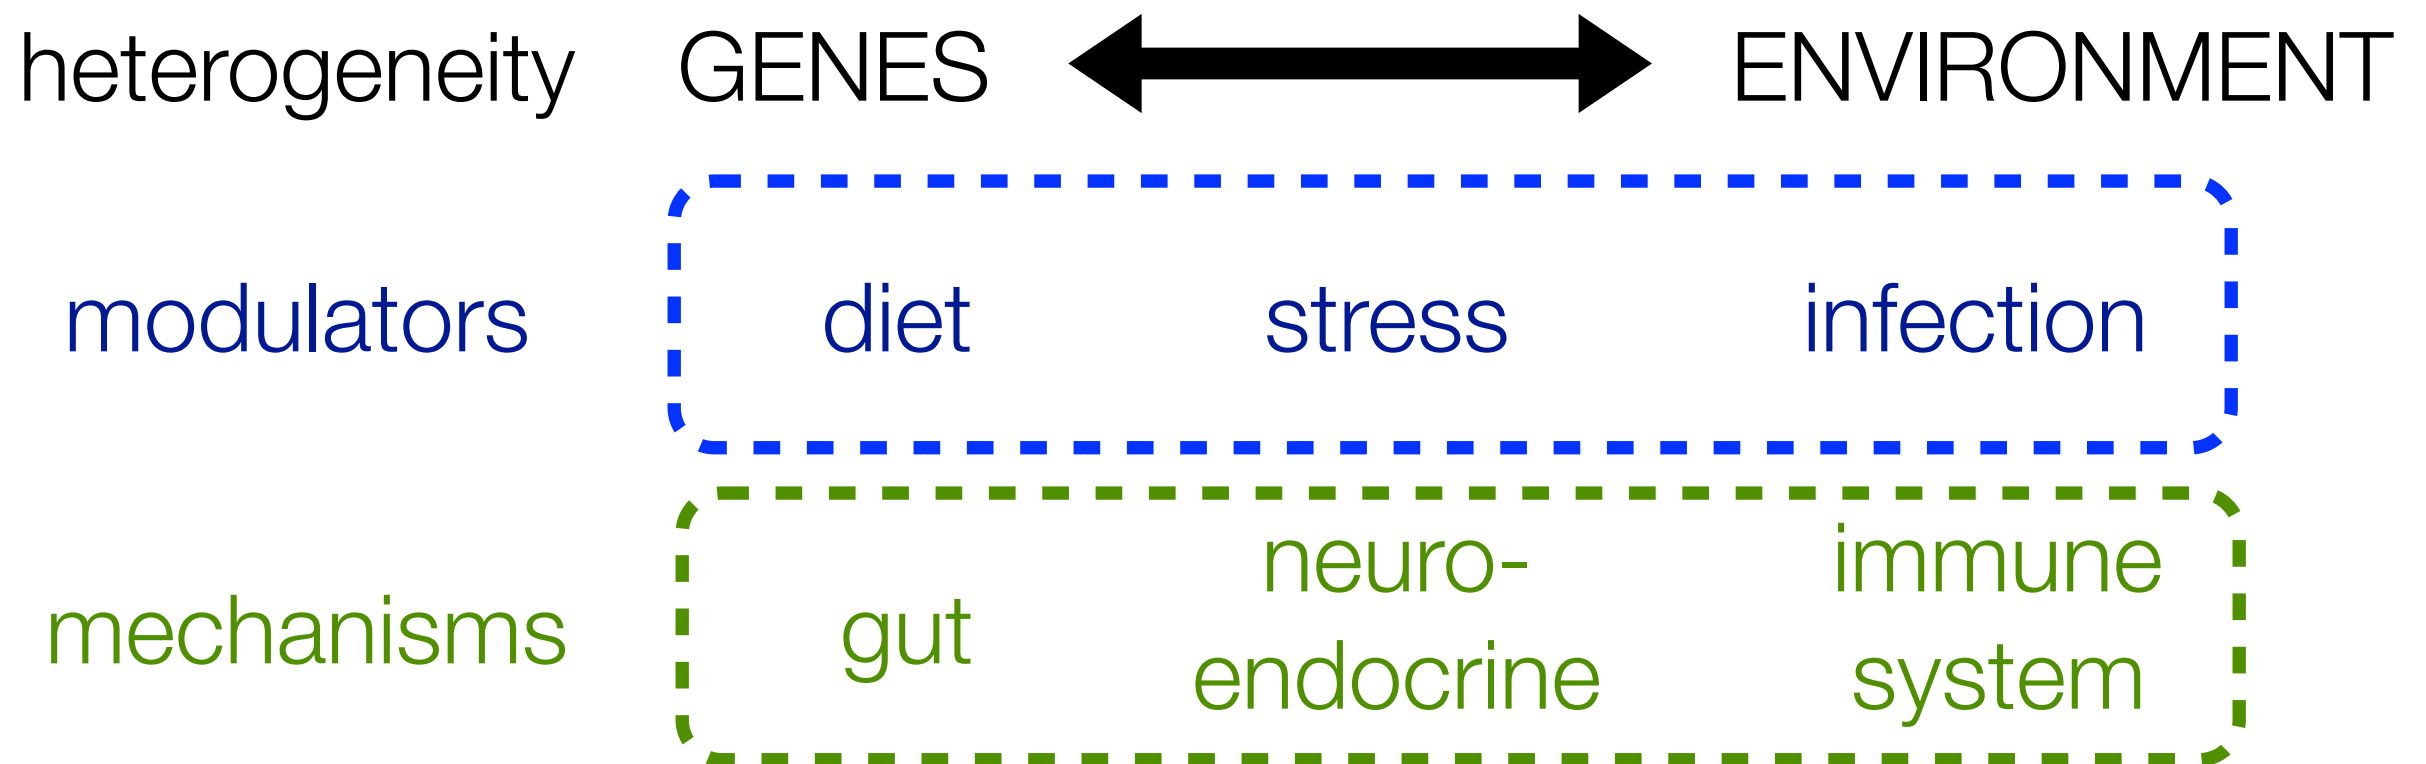 heterogeneity GENES ENVIRONMENT
modulators diet stress infection
mechanisms gut neuro-
endocrine immune
system